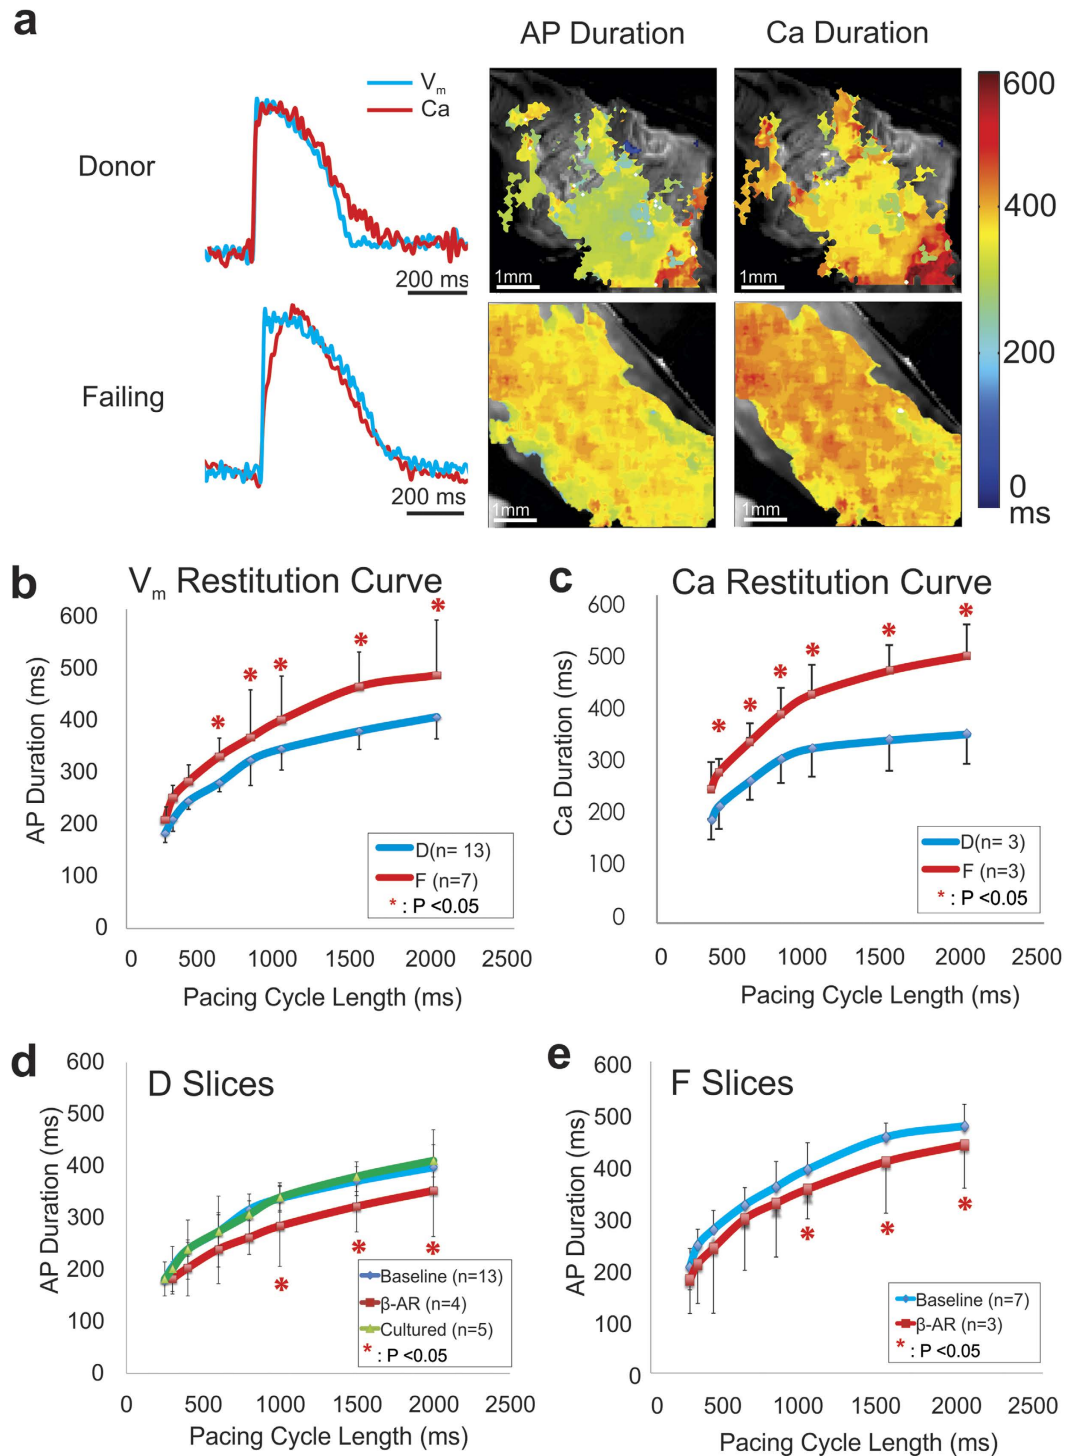 a
AP Duration
Ca Duration
Vm
Ca
Donor
200 ms
1mm
1mm
600
400
200
0
ms
Failing
200 ms
1mm
1mm
b
Vm Restitution Curve
*
600
500
400
300
200
100
0
AP Duration (ms)
* * * * *
D(n= 13)
F (n=7)
* : P <0.05
0 500 1000 1500 2000 2500
Pacing Cycle Length (ms)
c
Ca Restitution Curve
600
500
400
300
200
100
0
Ca Duration (ms)
* * * * * *
D(n= 3)
F (n=3)
* : P <0.05
0 500 1000 1500 2000 2500
Pacing Cycle Length (ms)
d
D Slices
600
500
400
300
200
100
0
AP Duration (ms)
* * *
Baseline (n=13)
β-AR (n=4)
Cultured (n=5)
* : P <0.05
0 500 1000 1500 2000 2500
Pacing Cycle Length (ms)
e
F Slices
600
500
400
300
200
100
0
AP Duration (ms)
* * *
Baseline (n=7)
β-AR (n=3)
* : P <0.05
0 500 1000 1500 2000 2500
Pacing Cycle Length (ms)